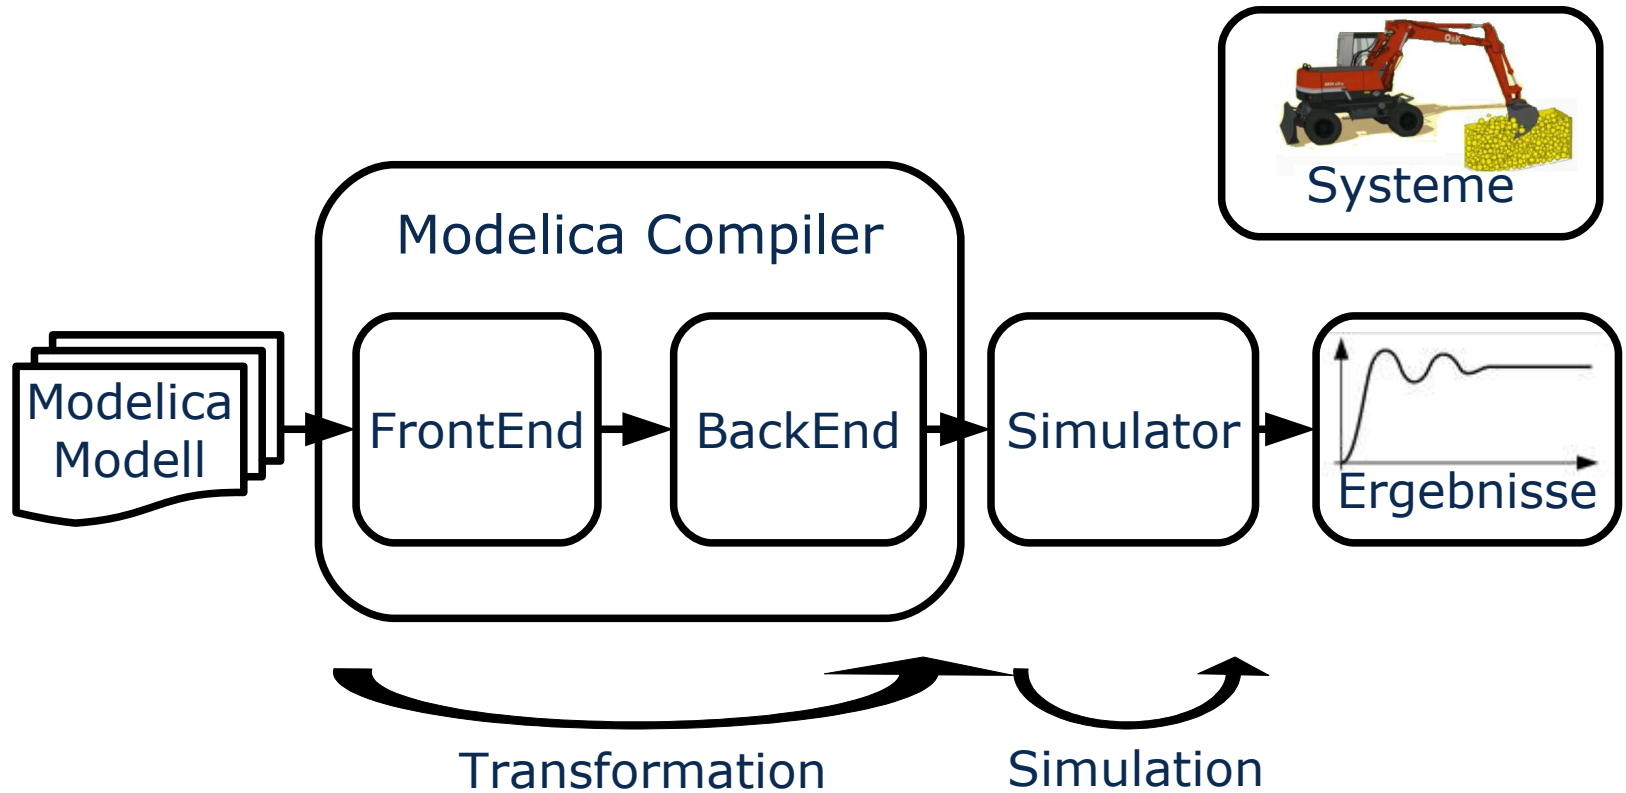 O&K
Systeme
Modelica Compiler
Modelica
Modell
FrontEnd
BackEnd
Simulator
Ergebnisse
Transformation
Simulation